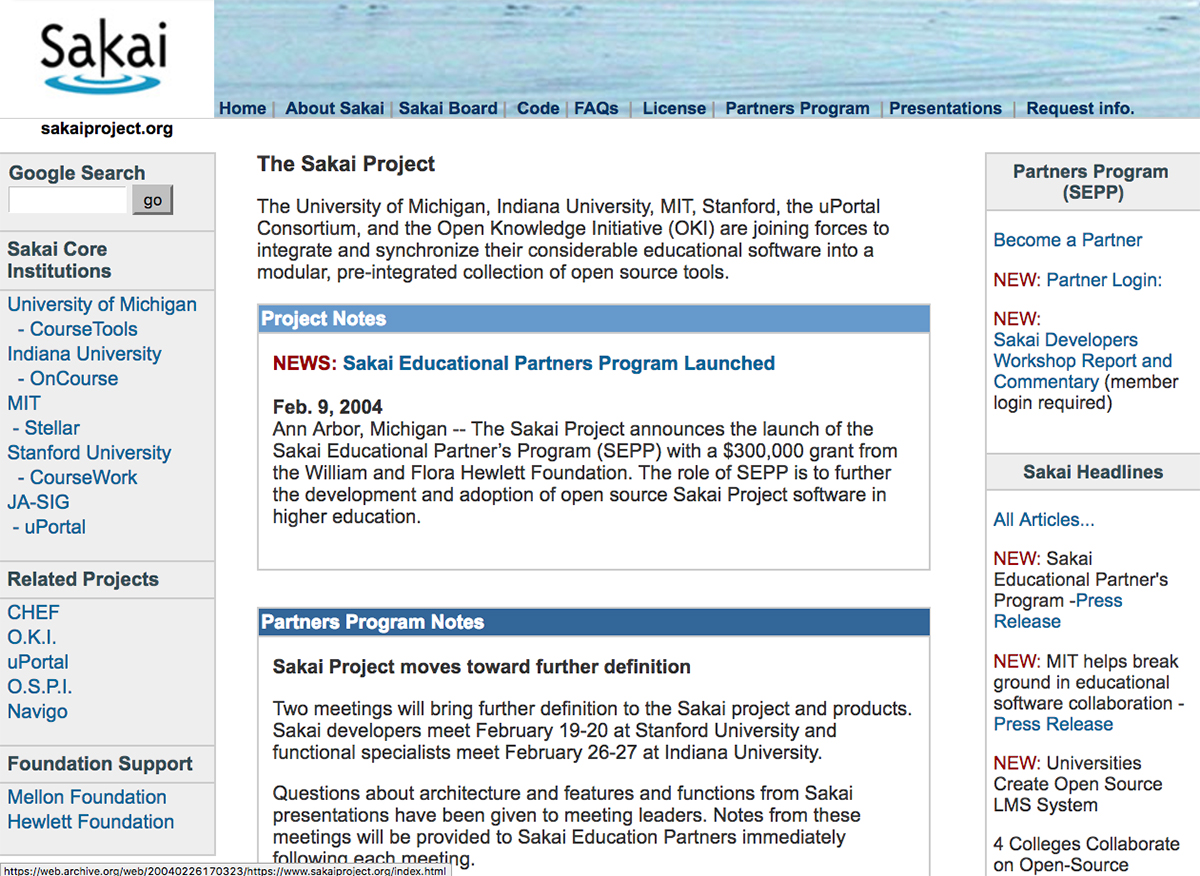 Sakai
Home | About Sakai | Sakai Board | Code | FAQs | License | Partners Program | Presentations | Request info.
sakaiproject.org
Google Search
go
Sakai Core
Institutions
University of Michigan
- CourseTools
Indiana University
- OnCourse
MIT
- Stellar
Stanford University
- CourseWork
JA-SIG
- uPortal
Related Projects
CHEF
O.K.I.
uPortal
O.S.P.I.
Navigo
Foundation Support
Mellon Foundation
Hewlett Foundation
The Sakai Project
The University of Michigan, Indiana University, MIT, Stanford, the uPortal
Consortium, and the Open Knowledge Initiative (OKI) are joining forces to
integrate and synchronize their considerable educational software into a
modular, pre-integrated collection of open source tools.
Project Notes
NEWS: Sakai Educational Partners Program Launched
Feb. 9, 2004
Ann Arbor, Michigan -- The Sakai Project announces the launch of the
Sakai Educational Partner's Program (SEPP) with a $300,000 grant from
the William and Flora Hewlett Foundation. The role of SEPP is to further
the development and adoption of open source Sakai Project software in
higher education.
Partners Program Notes
Sakai Project moves toward further definition
Two meetings will bring further definition to the Sakai project and products.
Sakai developers meet February 19-20 at Stanford University and
functional specialists meet February 26-27 at Indiana University.
Questions about architecture and features and functions from Sakai
presentations have been given to meeting leaders. Notes from these
meetings will be provided to Sakai Education Partners immediately
following each meeting.
Partners Program
(SEPP)
Become a Partner
NEW: Partner Login:
NEW:
Sakai Developers
Workshop Report and
Commentary (member
login required)
Sakai Headlines
All Articles...
NEW: Sakai
Educational Partner's
Program -Press
Release
NEW: MIT helps break
ground in educational
software collaboration -
Press Release
NEW: Universities
Create Open Source
LMS System
4 Colleges Collaborate
on Open-Source
https://web.archive.org/web/20040226170323/https://www.sakaiproject.org/index.html